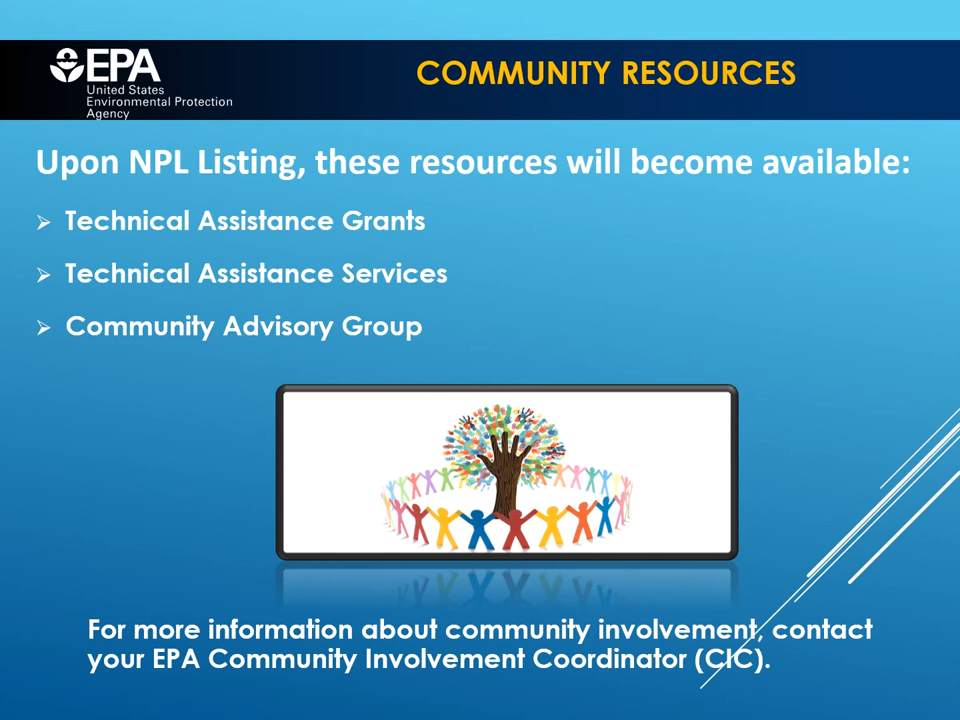 EPA
United States
Environmental Protection
Agency
COMMUNITY RESOURCES
Upon NPL Listing, these resources will become available:
Technical Assistance Grants
Technical Assistance Services
Community Advisory Group
For more information about community involvement, contact
your EPA Community Involvement Coordinator (CIC).